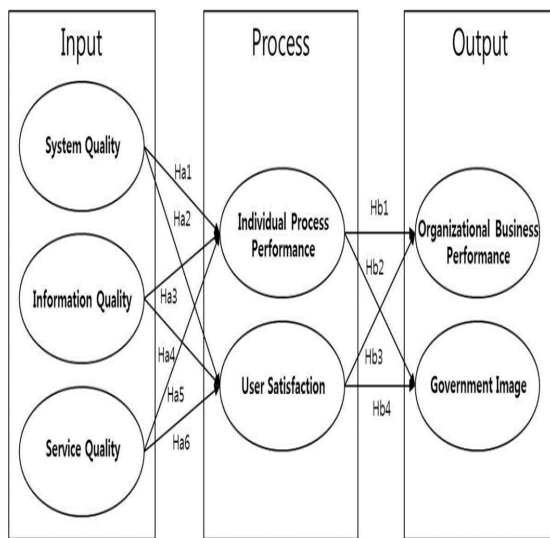 Input
Process
Output
System Quality
Information Quality
Service Quality
Ha1
Ha2
Ha3
Ha4
Ha5
Ha6
Individual Process
Performance
User Satisfaction
Hb1
Hb2
Hb3
Hb4
Organizational Business
Performance
Government Image